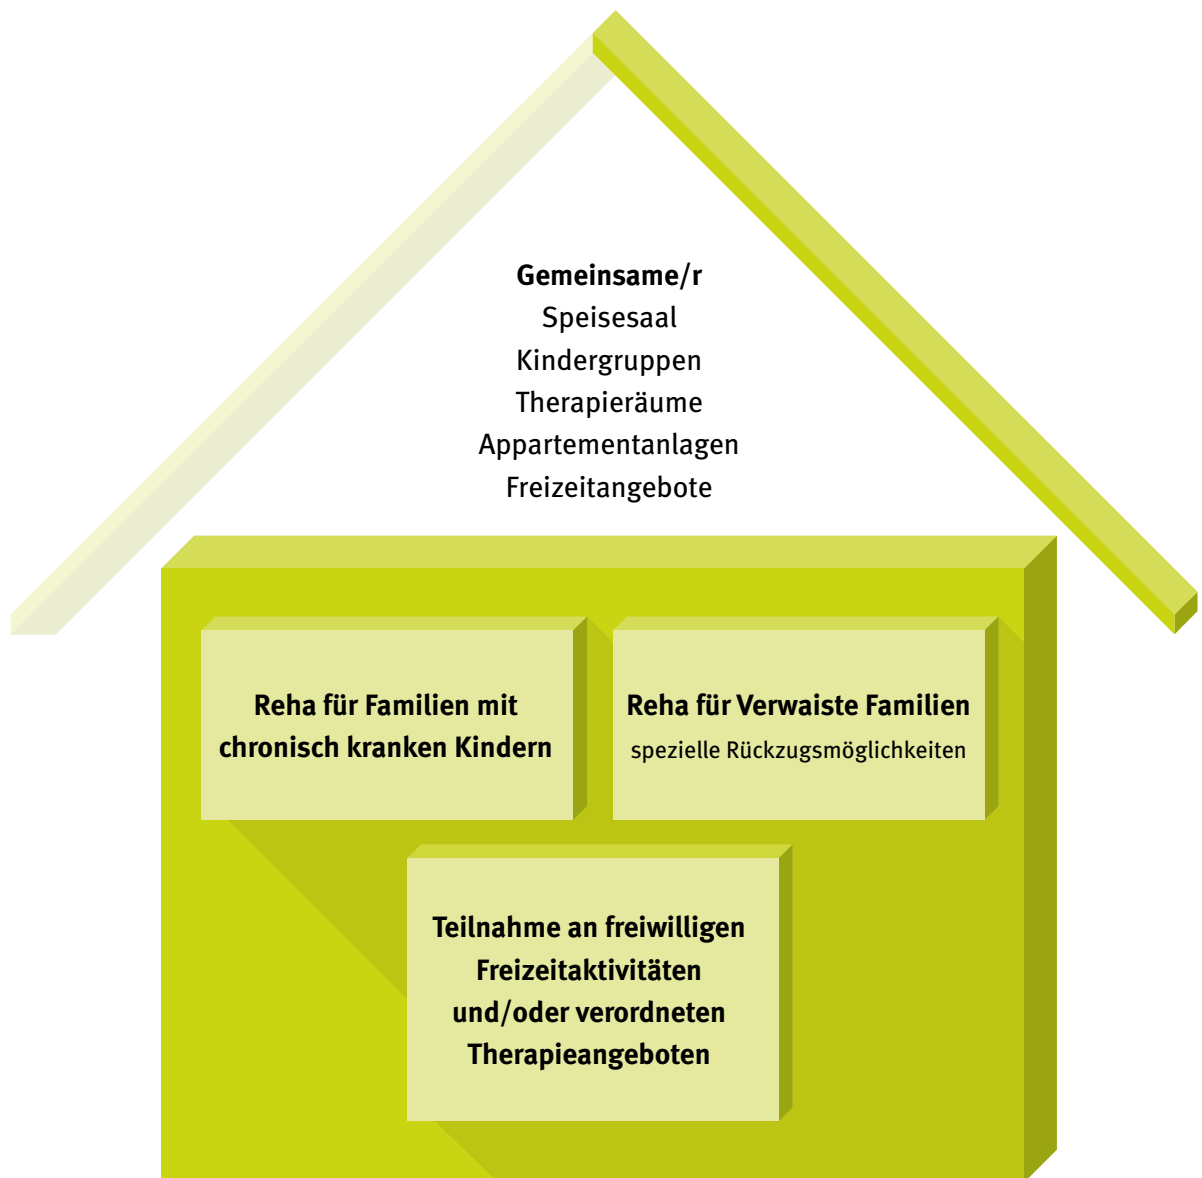 Gemeinsame/r
Speisesaal
Kindergruppen
Therapieräume
Appartementanlagen
Freizeitangebote
Reha für Familien mit
chronisch kranken Kindern
Reha für Verwaiste Familien
spezielle Rückzugsmöglichkeiten
Teilnahme an freiwilligen
Freizeitaktivitäten
und/oder verordneten
Therapieangeboten